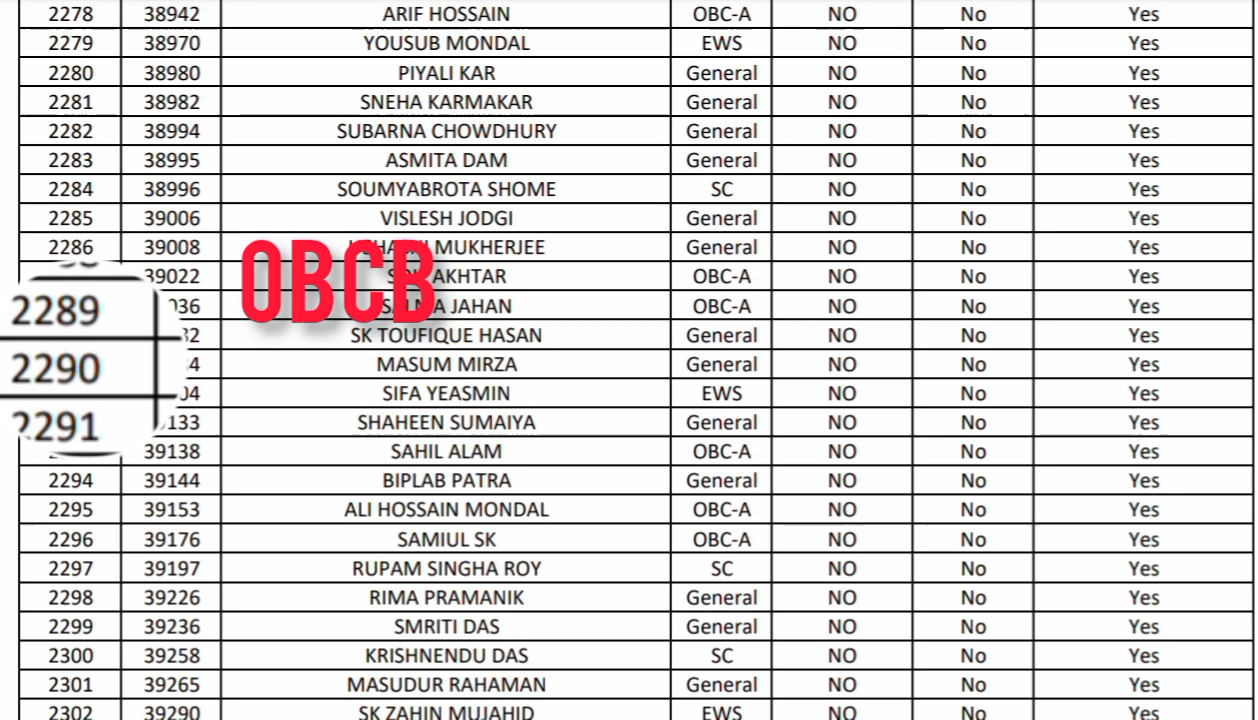 2278 38942 ARIF HOSSAIN OBC-A NO No Yes
2279 38970 YOUSUB MONDAL EWS NO No Yes
2280 38980 PIYALI KAR General NO No Yes
2281 38982 SNEHA KARMAKAR General NO No Yes
2282 38994 SUBARNA CHOWDHURY General NO No Yes
2283 38995 ASMITA DAM General NO No Yes
2284 38996 SOUMYABROTA SHOME SC NO No Yes
2285 39006 VISLESH JODGI General NO No Yes
2286 39008 MUKHERJEE General NO No Yes
OBCB
39022 AKHTAR OBC-A NO No Yes
2289 JAHAN OBC-A NO No Yes
SK TOUFIQUE HASAN General NO No Yes
2290 MASUM MIRZA General NO No Yes
SIFA YEASMIN EWS NO No Yes
2291 SHAHEEN SUMAIYA General NO No Yes
39138 SAHIL ALAM OBC-A NO No Yes
2294 39144 BIPLAB PATRA General NO No Yes
2295 39153 ALI HOSSAIN MONDAL OBC-A NO No Yes
2296 39176 SAMIUL SK OBC-A NO No Yes
2297 39197 RUPAM SINGHA ROY SC NO No Yes
2298 39226 RIMA PRAMANIK General NO No Yes
2299 39236 SMRITI DAS General NO No Yes
2300 39258 KRISHNENDU DAS SC NO No Yes
2301 39265 MASUDUR RAHAMAN General NO No Yes
2302 39290 SK ZAHIN MUJAHID EWS NO No Yes